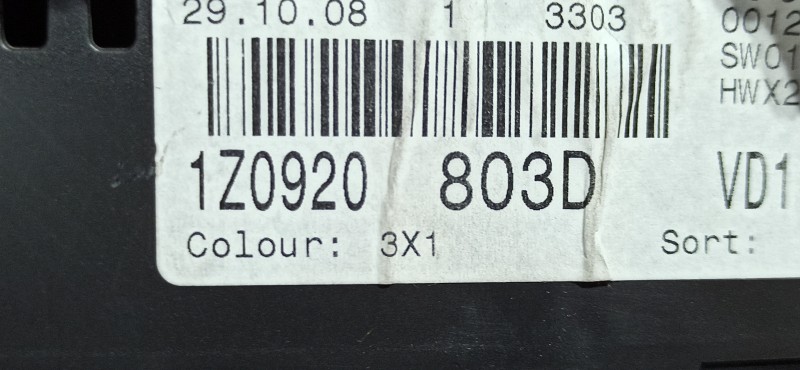 29.10.08 1 3303
0012
SW01
HWX2
1Z0920 803D VD1
Colour: 3X1 Sort: